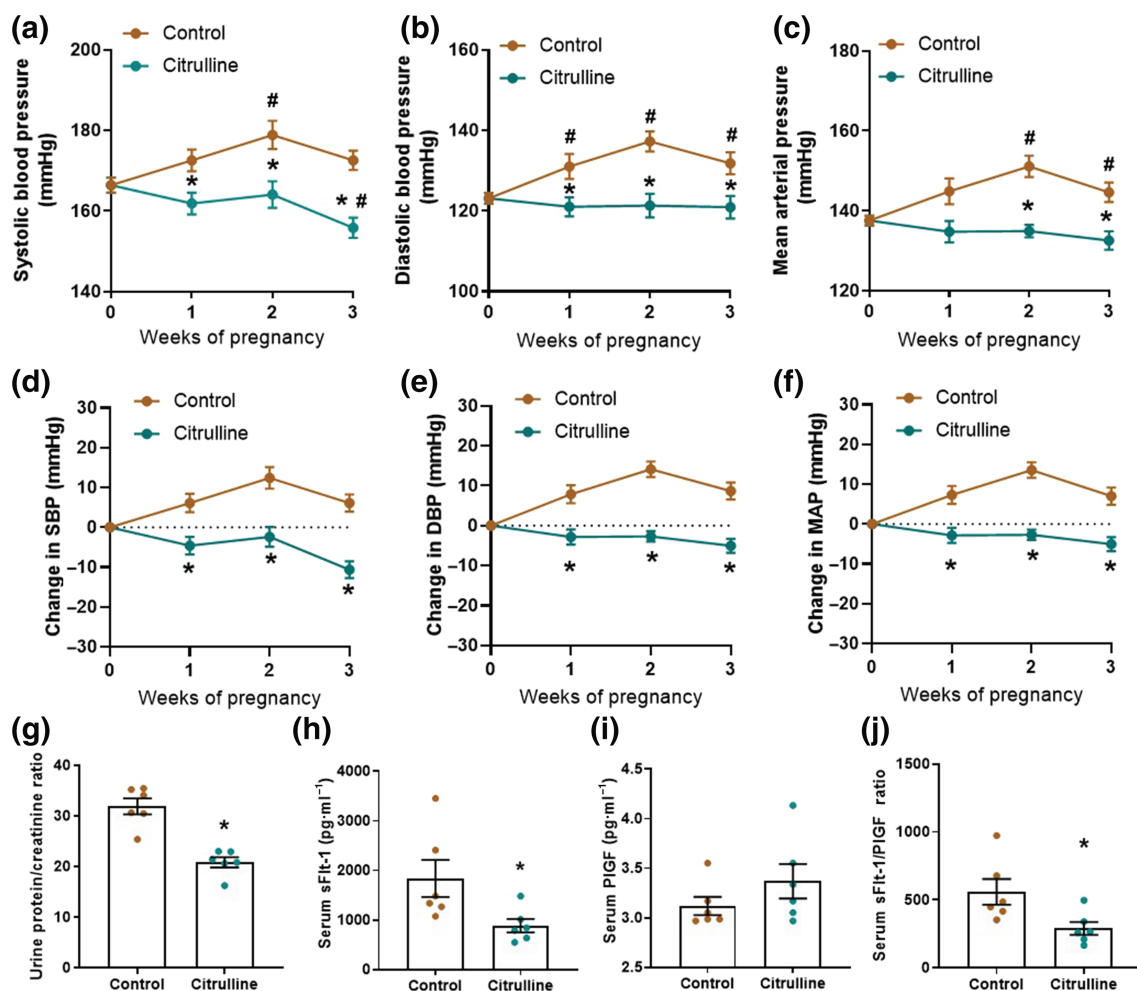 (a)
Control
Citrulline
Systolic blood pressure
(mmHg)
200
180
160
140
#
*
*
* #
0 1 2 3
Weeks of pregnancy
(b)
Control
Citrulline
Diastolic blood pressure
(mmHg)
160
140
120
100
# # #
* * *
0 1 2 3
Weeks of pregnancy
(c)
Control
Citrulline
Mean arterial pressure
(mmHg)
180
160
140
120
# #
* *
0 1 2 3
Weeks of pregnancy
(d)
Control
Citrulline
Change in SBP (mmHg)
30
20
10
0
–10
–20
–30
* * *
0 1 2 3
Weeks of pregnancy
(e)
Control
Citrulline
Change in DBP (mmHg)
30
20
10
0
–10
–20
–30
* * *
0 1 2 3
Weeks of pregnancy
(f)
Control
Citrulline
Change in MAP (mmHg)
30
20
10
0
–10
–20
–30
* * *
0 1 2 3
Weeks of pregnancy
(g)
Urine protein/creatinine ratio
40
30
20
10
0
*
Control Citrulline
(h)
Serum sFlt-1 (pg·ml⁻¹)
4000
3000
2000
1000
0
*
Control Citrulline
(i)
Serum PlGF (pg·ml⁻¹)
4.5
4.0
3.5
3.0
2.5
Control Citrulline
(j)
Serum sFlt-1/PlGF ratio
1500
1000
500
0
*
Control Citrulline